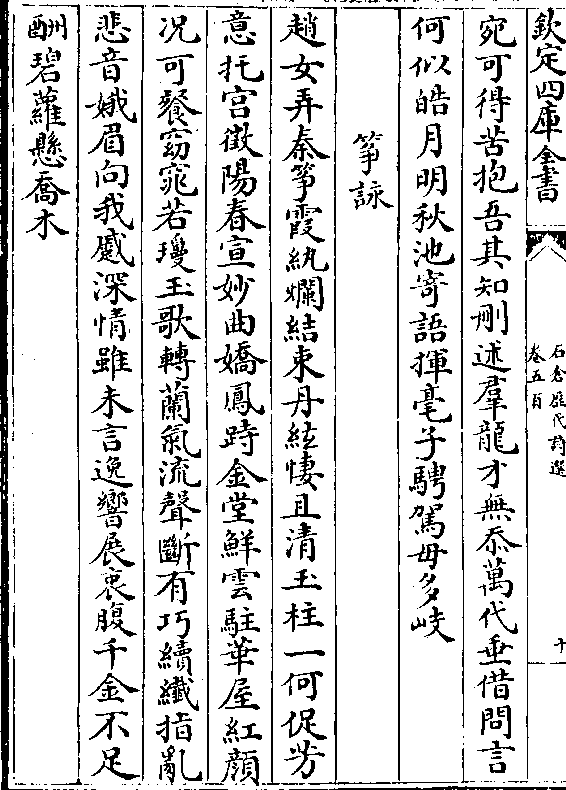 欽定四庫全書
石倉歷代詩選
卷五百
十
宛可得苦抱吾其知刪述羣龍才無忝萬代垂借問言
何似皓月明秋池寄語揮毫子騁駕毋多岐
箏詠
趙女弄秦箏霞紈爛結束丹絃悽且清玉柱一何促芳
意托宮徵陽春宣妙曲嬌鳳跱金堂鮮雲駐華屋紅顔
况可餐窈窕若瓊玉歌轉蘭氣流聲斷有巧續纎指亂
悲音娥眉向我蹙深情雖未言逸響展衷腹千金不足
酬碧蘿懸喬木